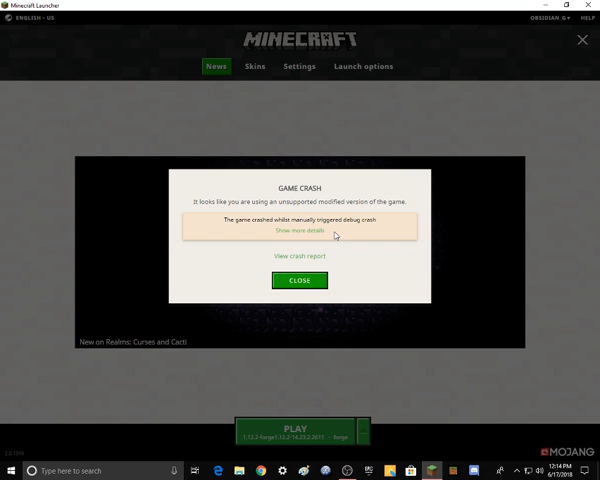 Minecraft Launcher
ENGLISH - US
OBSIDIAN_G
HELP
MINECRAFT
News
Skins
Settings
Launch options
GAME CRASH
It looks like you are using an unsupported modified version of the game.
The game crashed whilst manually triggered debug crash
Show more details
View crash report
CLOSE
New on Realms: Curses and Cacti
PLAY
MOJANG
Type here to search
12:14 PM
6/17/2018